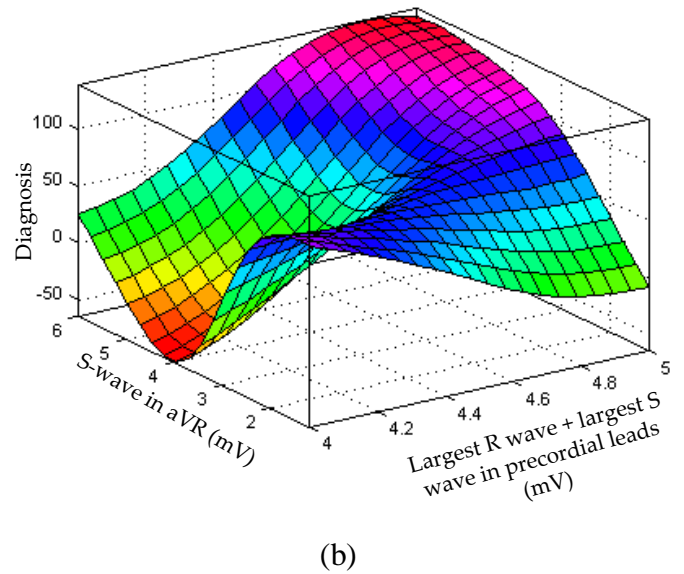 100
50
0
-50
Diagnosis
6
5
4
3
2
S-wave in aVR (mV)
4
4.2
4.4
4.6
4.8
5
Largest R wave + largest S
wave in precordial leads
(mV)
(b)